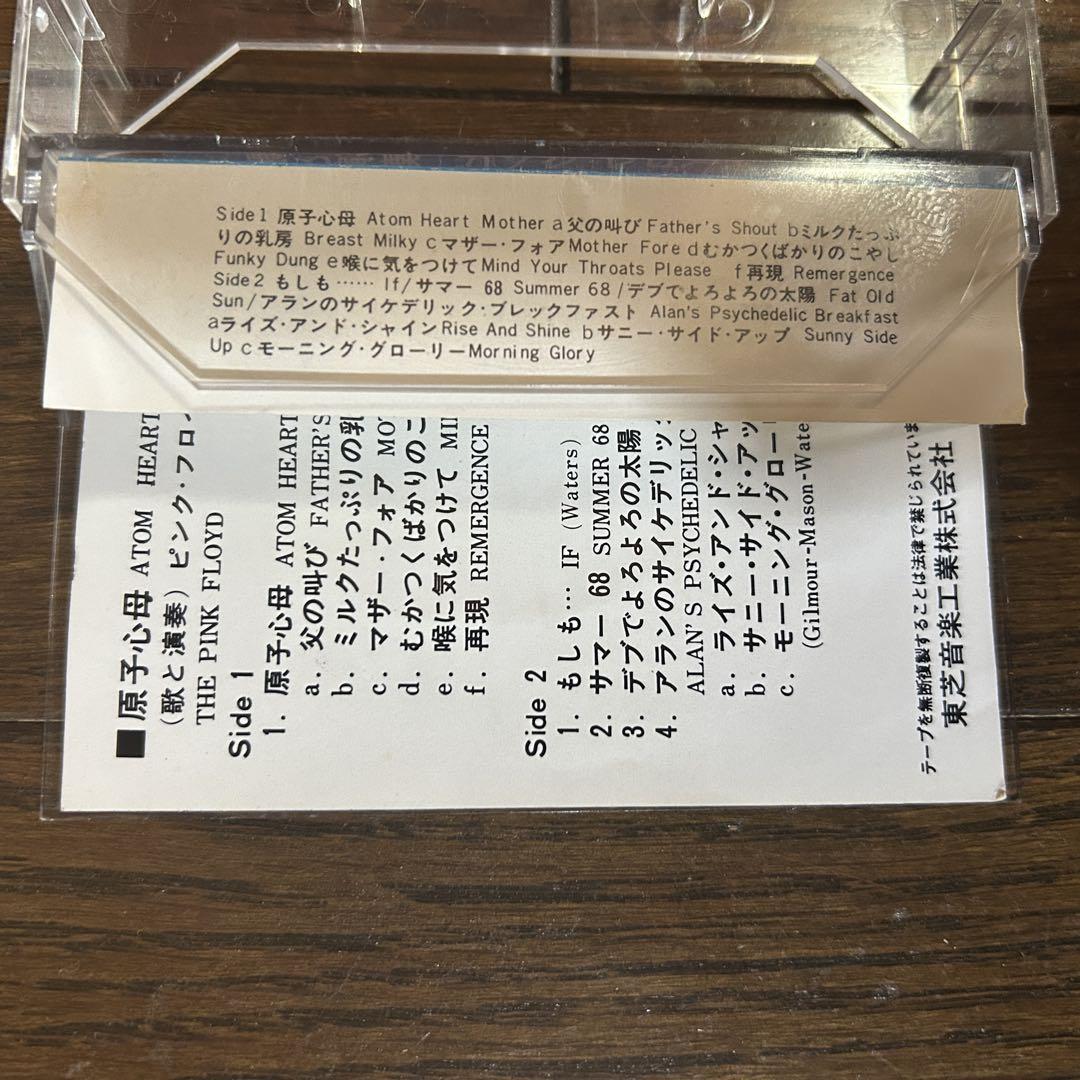 Side1 原子心母 Atom Heart Mother a父の叫び Father's Shout bミルクたっぷ
りの乳房 Breast Milky cマザー・フォア Mother Fore dむかつくばかりのこやし
Funky Dung e喉に気をつけて Mind Your Throats Please f再現 Remergence
Side2 もしも…… If/サマー 68 Summer 68/デブでよろよろの太陽 Fat Old
Sun/アランのサイケデリック・ブレックファスト Alan's Psychedelic Breakfast
aライズ・アンド・シャイン Rise And Shine bサニー・サイド・アップ Sunny Side
Up cモーニング・グローリー Morning Glory
■原子心母 ATOM HEART
(歌と演奏) ピンク・フロ
THE PINK FLOYD
Side 1
1. 原子心母 ATOM HEART
a. 父の叫び FATHER'S
b. ミルクたっぷりの乳
c. マザー・フォア MO
d. むかつくばかりのこ
e. 喉に気をつけて MI
f. 再現 REMERGENCE
Side 2
1. もしも… IF (Waters)
2. サマー 68 SUMMER 68
3. デブでよろよろの太陽
4. アランのサイケデリッ
ALAN'S PSYCHEDELIC
a. ライズ・アンド・シャ
b. サニー・サイド・アッ
c. モーニング・グロー
(Gilmour-Mason-Wate
テープを無断複製することは法律で禁じられていま
東芝音楽工業株式会社